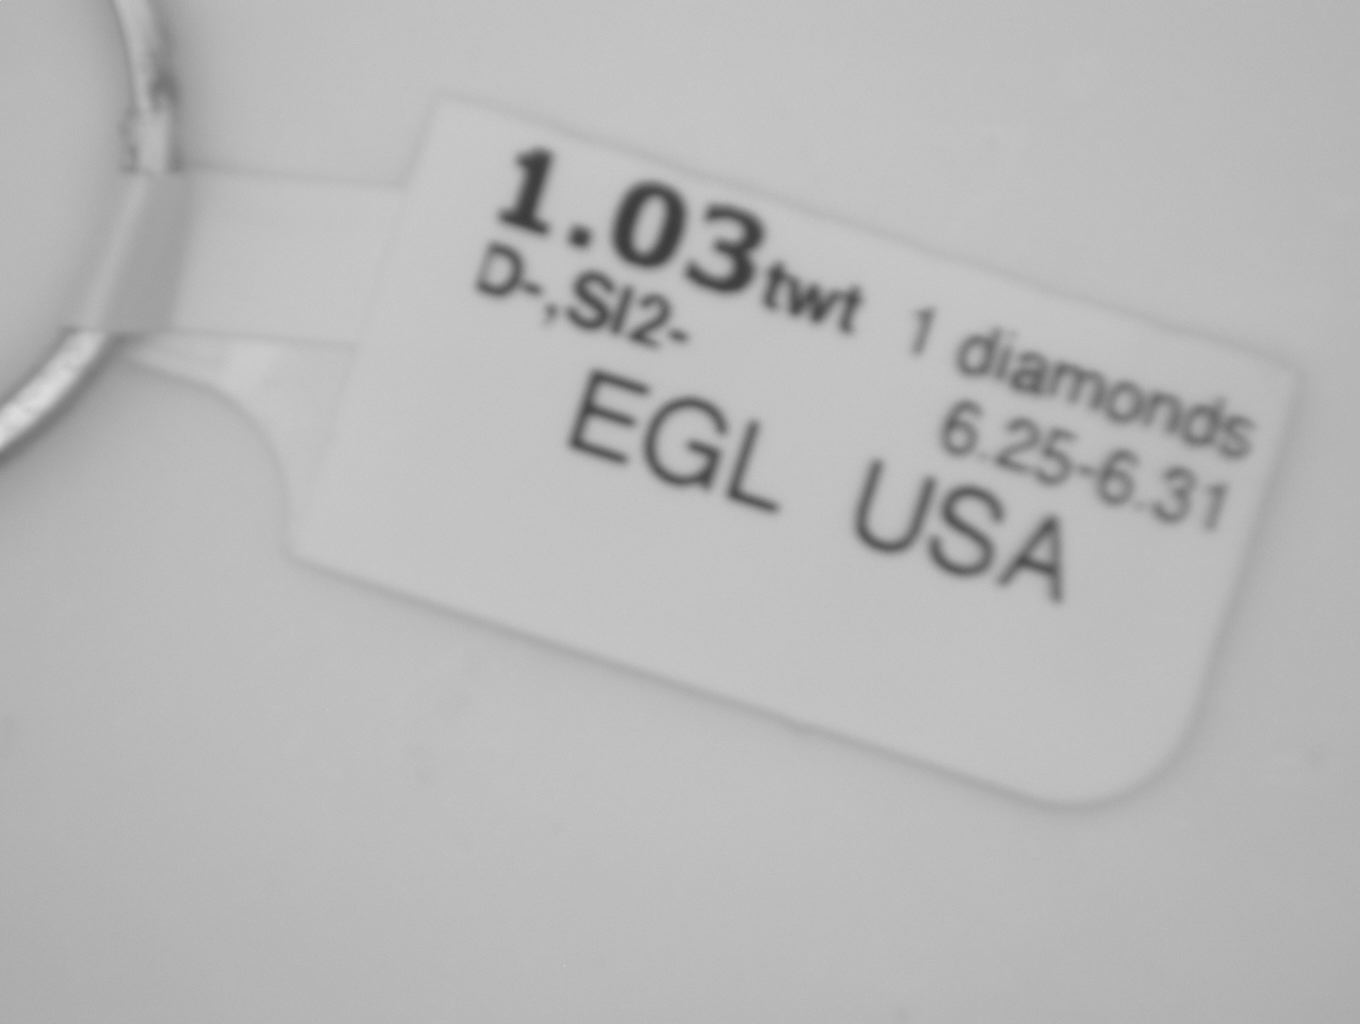 1.03twt 1 diamonds
D-,SI2- 6.25-6.31
EGL USA